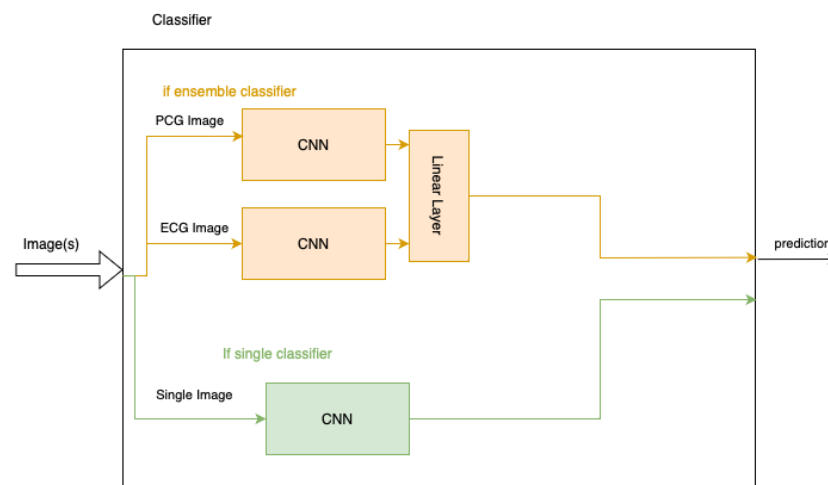 Classifier
if ensemble classifier
PCG Image
CNN
Linear Layer
ECG Image
CNN
Image(s)
prediction
If single classifier
Single Image
CNN